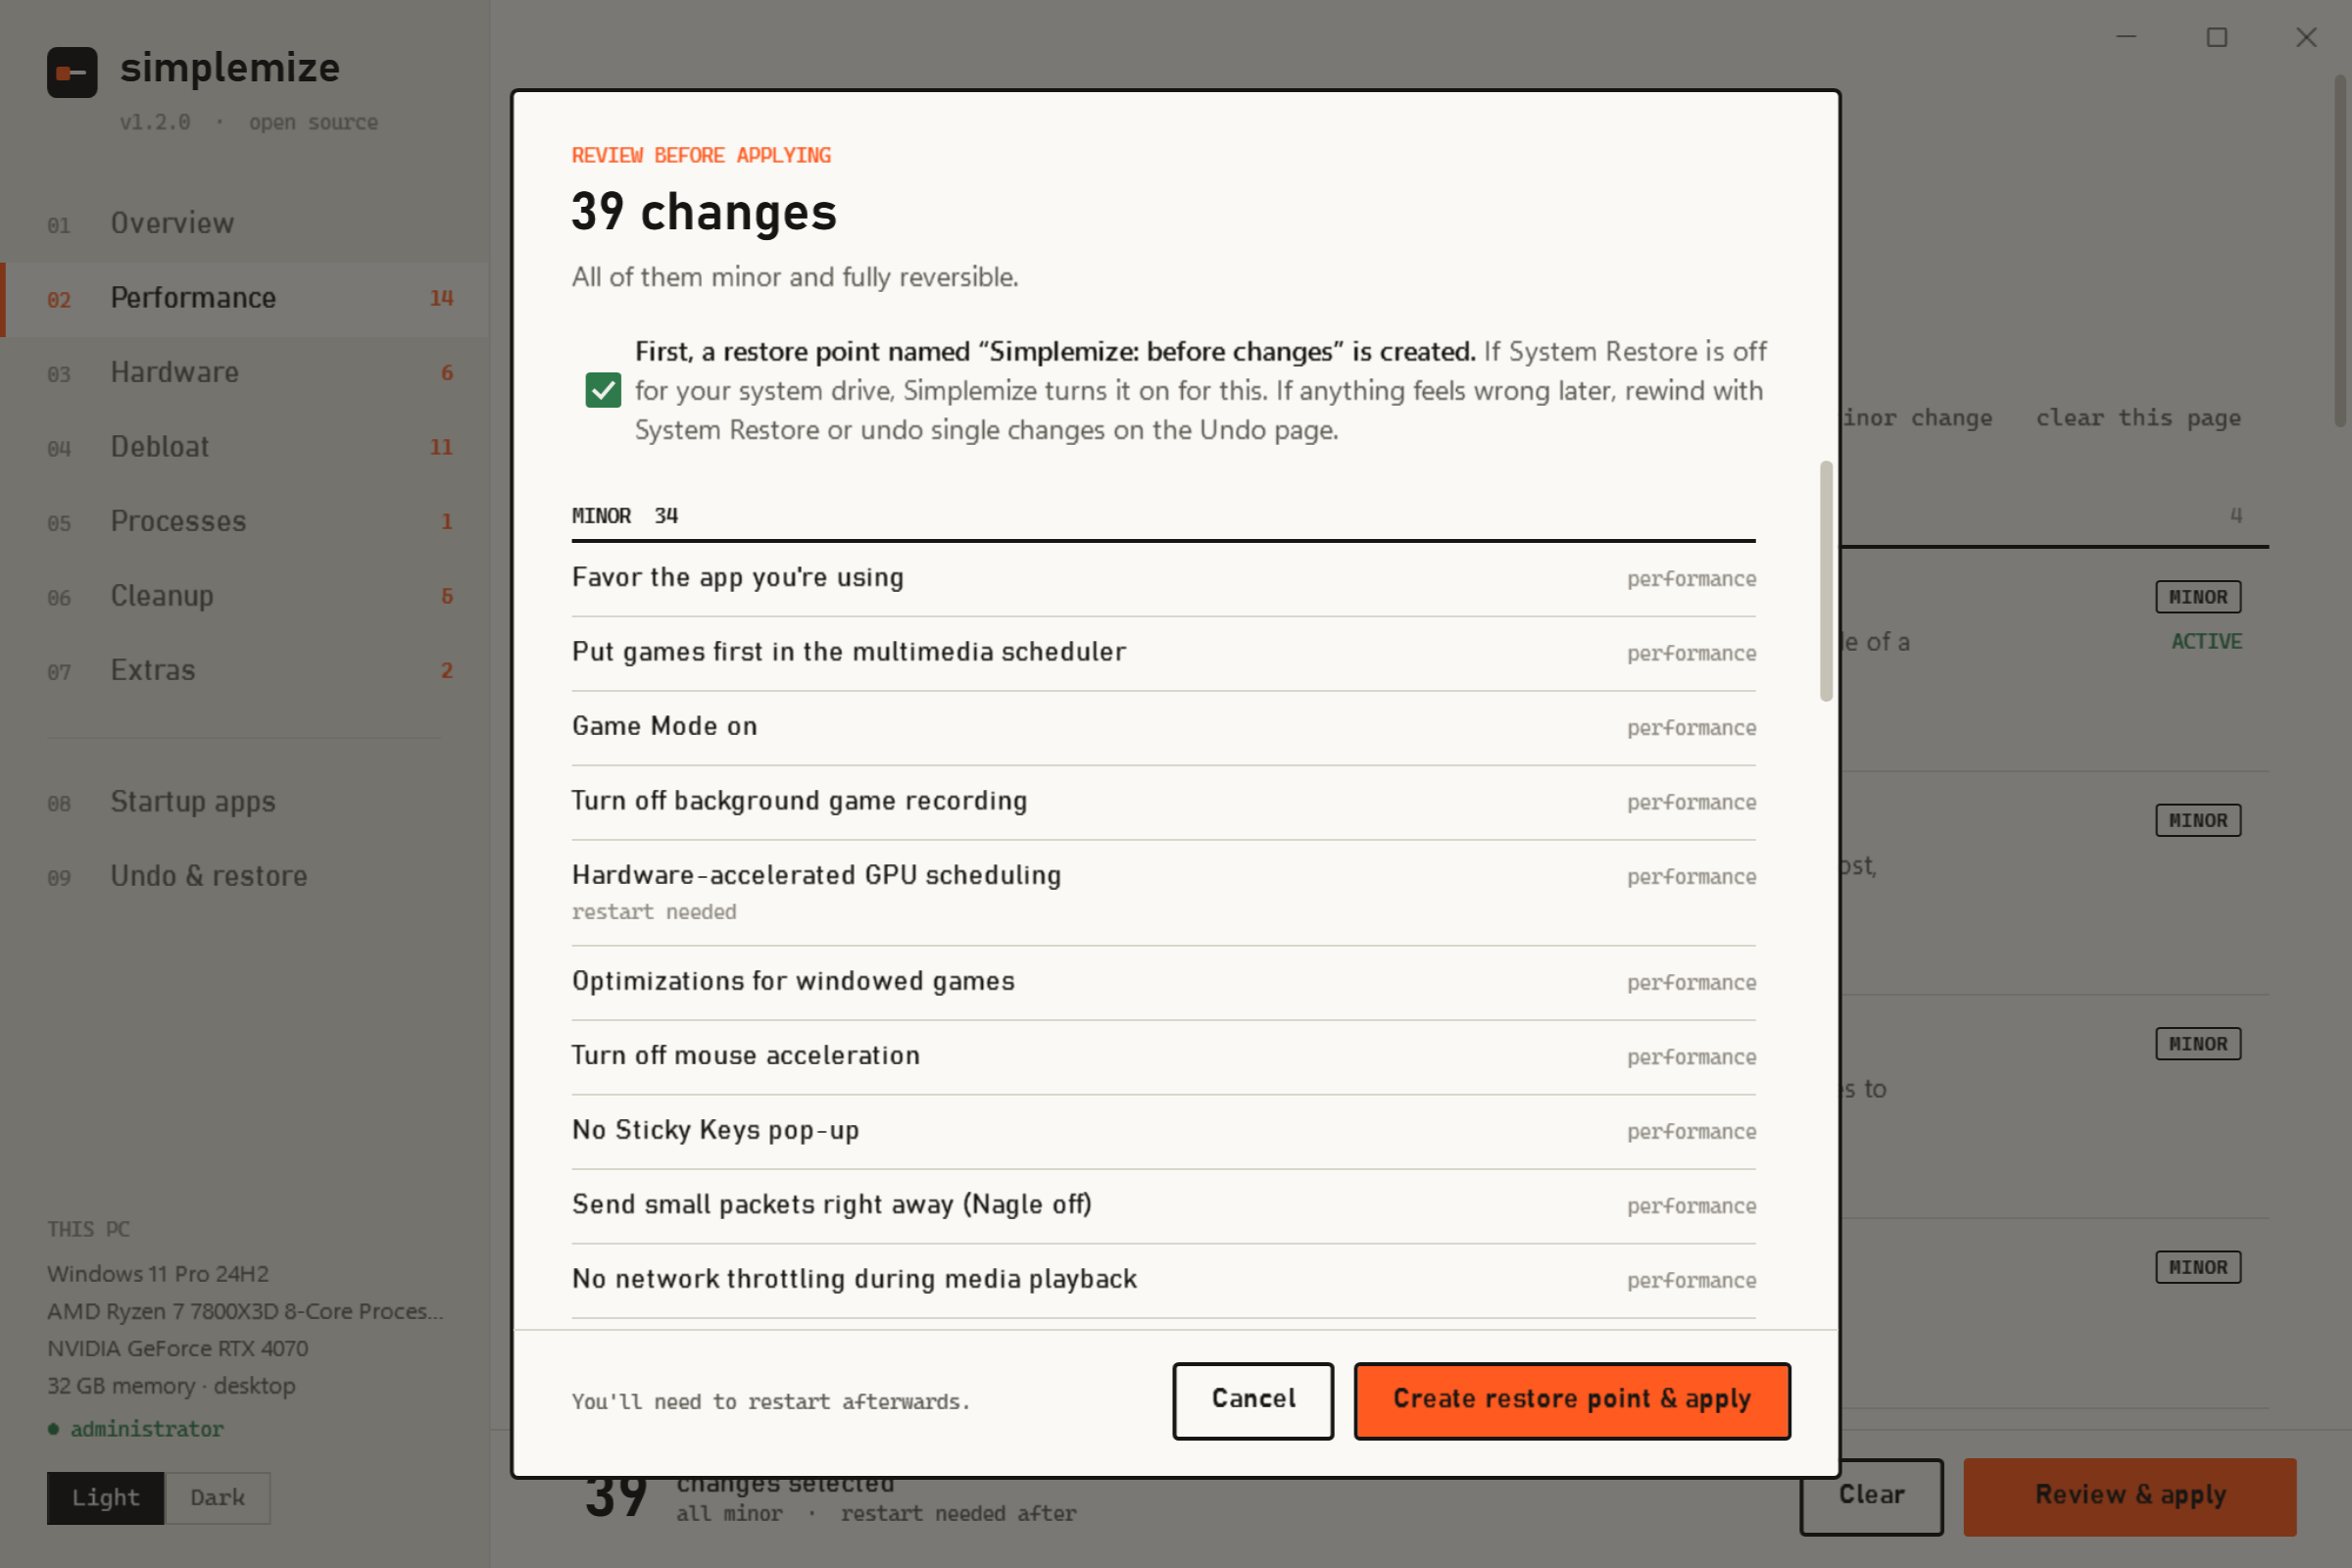 simplemize
v1.2.0 · open source
01 Overview
02 Performance 14
03 Hardware 6
04 Debloat 11
05 Processes 1
06 Cleanup 5
07 Extras 2
08 Startup apps
09 Undo & restore
THIS PC
Windows 11 Pro 24H2
AMD Ryzen 7 7800X3D 8-Core Proces...
NVIDIA GeForce RTX 4070
32 GB memory · desktop
administrator
Light Dark
REVIEW BEFORE APPLYING
39 changes
All of them minor and fully reversible.
First, a restore point named “Simplemize: before changes” is created. If System Restore is off
for your system drive, Simplemize turns it on for this. If anything feels wrong later, rewind with
System Restore or undo single changes on the Undo page.
MINOR 34
Favor the app you're using performance
Put games first in the multimedia scheduler performance
Game Mode on performance
Turn off background game recording performance
Hardware-accelerated GPU scheduling performance
restart needed
Optimizations for windowed games performance
Turn off mouse acceleration performance
No Sticky Keys pop-up performance
Send small packets right away (Nagle off) performance
No network throttling during media playback performance
You'll need to restart afterwards.
Cancel
Create restore point & apply
change clear this page
4
MINOR
of a ACTIVE
MINOR
MINOR
to
MINOR
39 changes selected
all minor · restart needed after
Clear
Review & apply